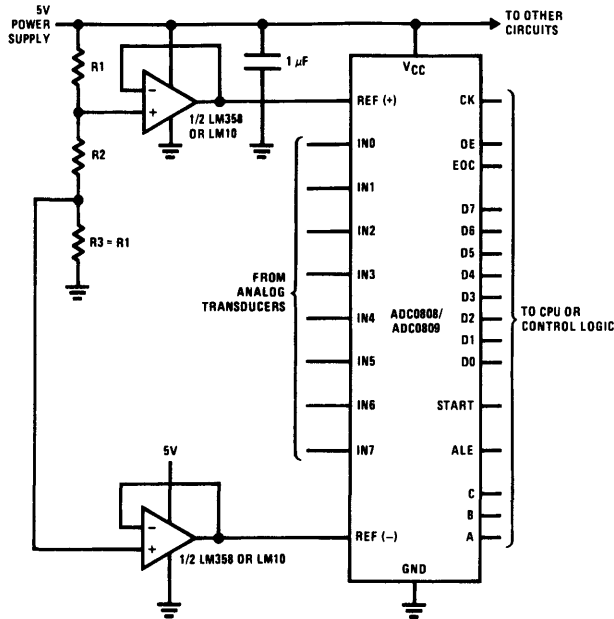 5V
POWER
SUPPLY
TO OTHER
CIRCUITS
R1
1 µF
VCC
−
+
1/2 LM358
OR LM10
REF (+)
CK
R2
IN0
OE
EOC
IN1
D7
IN2
D6
R3 = R1
D5
IN3
D4
FROM
ANALOG
TRANSDUCERS
D3
IN4
ADC0808/
ADC0809
D2
TO CPU OR
CONTROL LOGIC
D1
IN5
D0
IN6
START
5V
IN7
ALE
C
−
B
+
1/2 LM358 OR LM10
REF (−)
A
GND